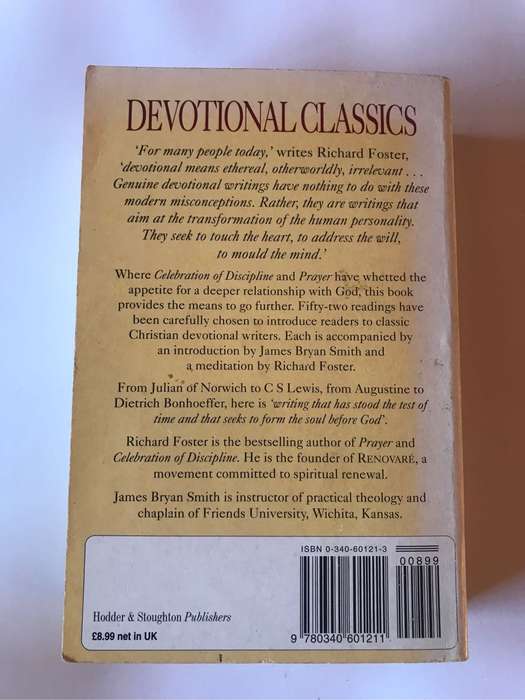 DEVOTIONAL CLASSICS
'For many people today,' writes Richard Foster,
'devotional means ethereal, otherworldly, irrelevant . . .
Genuine devotional writings have nothing to do with these
modern misconceptions. Rather, they are writings that
aim at the transformation of the human personality.
They seek to touch the heart, to address the will,
to mould the mind.'
Where Celebration of Discipline and Prayer have whetted the
appetite for a deeper relationship with God, this book
provides the means to go further. Fifty-two readings have
been carefully chosen to introduce readers to classic
Christian devotional writers. Each is accompanied by
an introduction by James Bryan Smith and
a meditation by Richard Foster.
From Julian of Norwich to C S Lewis, from Augustine to
Dietrich Bonhoeffer, here is 'writing that has stood the test of
time and that seeks to form the soul before God'.
Richard Foster is the bestselling author of Prayer and
Celebration of Discipline. He is the founder of RENOVARÉ, a
movement committed to spiritual renewal.
James Bryan Smith is instructor of practical theology and
chaplain of Friends University, Wichita, Kansas.
ISBN 0-340-60121-3
00899
Hodder & Stoughton Publishers
£8.99 net in UK
9 780340 601211